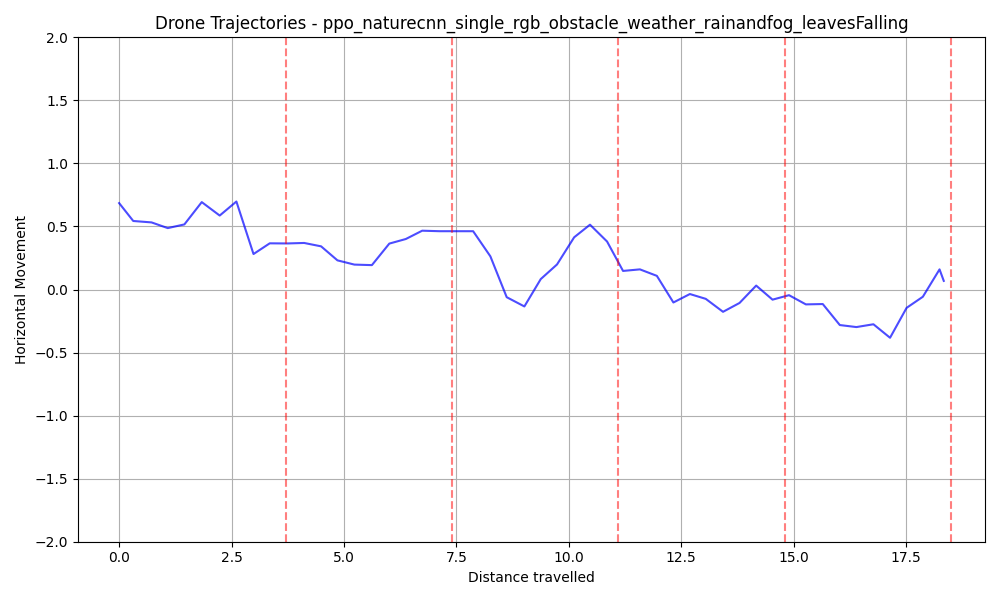 Drone Trajectories - ppo_naturecnn_single_rgb_obstacle_weather_rainandfog_leavesFalling
2.0
1.5
1.0
0.5
0.0
−0.5
−1.0
−1.5
−2.0
Horizontal Movement
0.0 2.5 5.0 7.5 10.0 12.5 15.0 17.5
Distance travelled